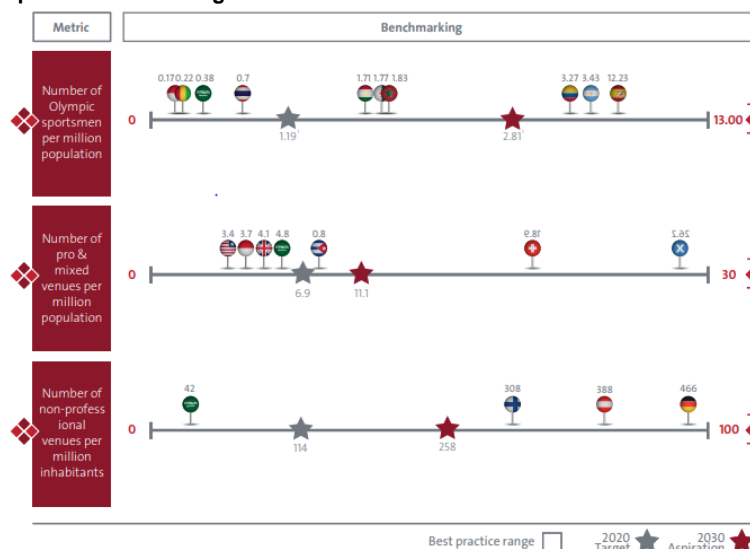 Metric
Benchmarking
Number of
Olympic
sportsmen
per million
population
0
0.17 0.22 0.38 0.7 1.71 1.77 1.83 3.27 3.43 12.23
1.19 2.81
13.00
Number of
pro &
mixed
venues per
million
population
0
3.4 3.7 4.1 4.8 0.8 18.9 26.2
6.9 11.1
30
Number of
non-profess
ional
venues per
million
inhabitants
0
42 308 388 466
114 258
100
Best practice range
2020
Target
2030
Aspiration